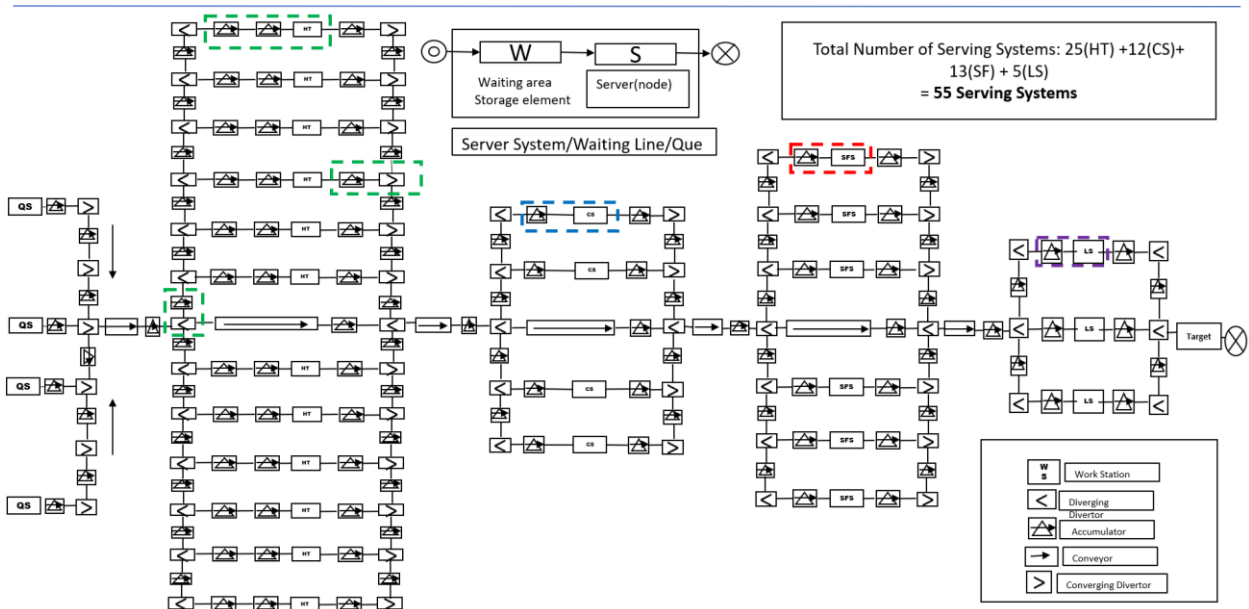 HT
HT
HT
HT
HT
HT
HT
HT
HT
HT
HT
HT
W
S
Waiting area
Storage element
Server(node)
Server System/Waiting Line/Que
Total Number of Serving Systems: 25(HT) +12(CS)+
13(SF) + 5(LS)
= 55 Serving Systems
QS
QS
QS
QS
CS
CS
CS
CS
SFS
SFS
SFS
SFS
SFS
SFS
LS
LS
LS
Target
W
S
Work Station
Diverging
Divertor
Accumulator
Conveyor
Converging Divertor